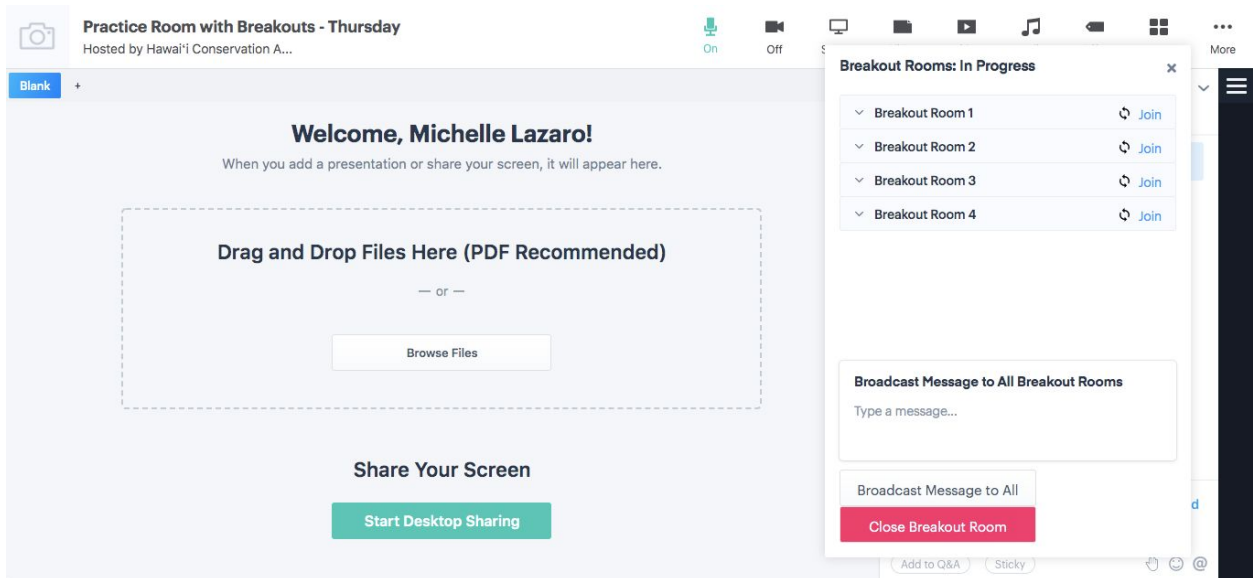 Practice Room with Breakouts - Thursday
Hosted by Hawaiʻi Conservation A...
On
Off
More
Blank
+
Welcome, Michelle Lazaro!
When you add a presentation or share your screen, it will appear here.
Drag and Drop Files Here (PDF Recommended)
— or —
Browse Files
Share Your Screen
Start Desktop Sharing
Breakout Rooms: In Progress
Breakout Room 1 Join
Breakout Room 2 Join
Breakout Room 3 Join
Breakout Room 4 Join
Broadcast Message to All Breakout Rooms
Type a message...
Broadcast Message to All
Close Breakout Room
Add to Q&A Sticky @